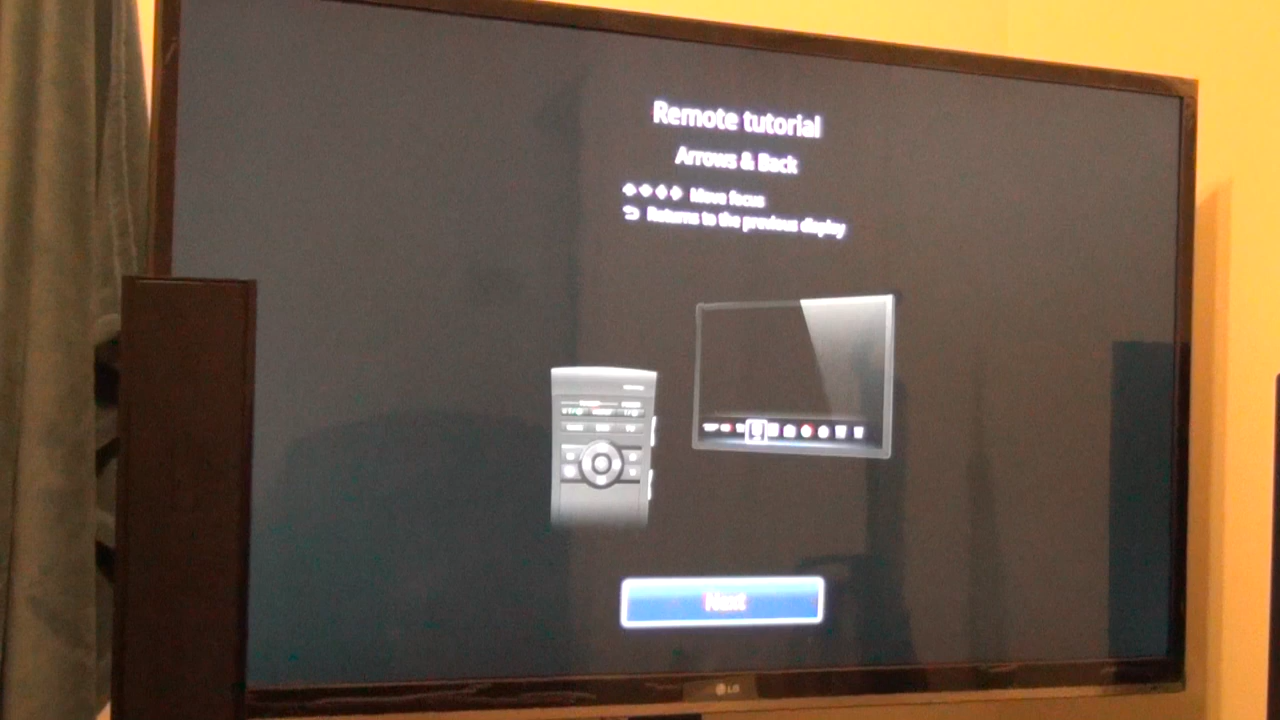 Remote tutorial
Arrows & Back
Move focus
Returns to the previous display
Next
LG